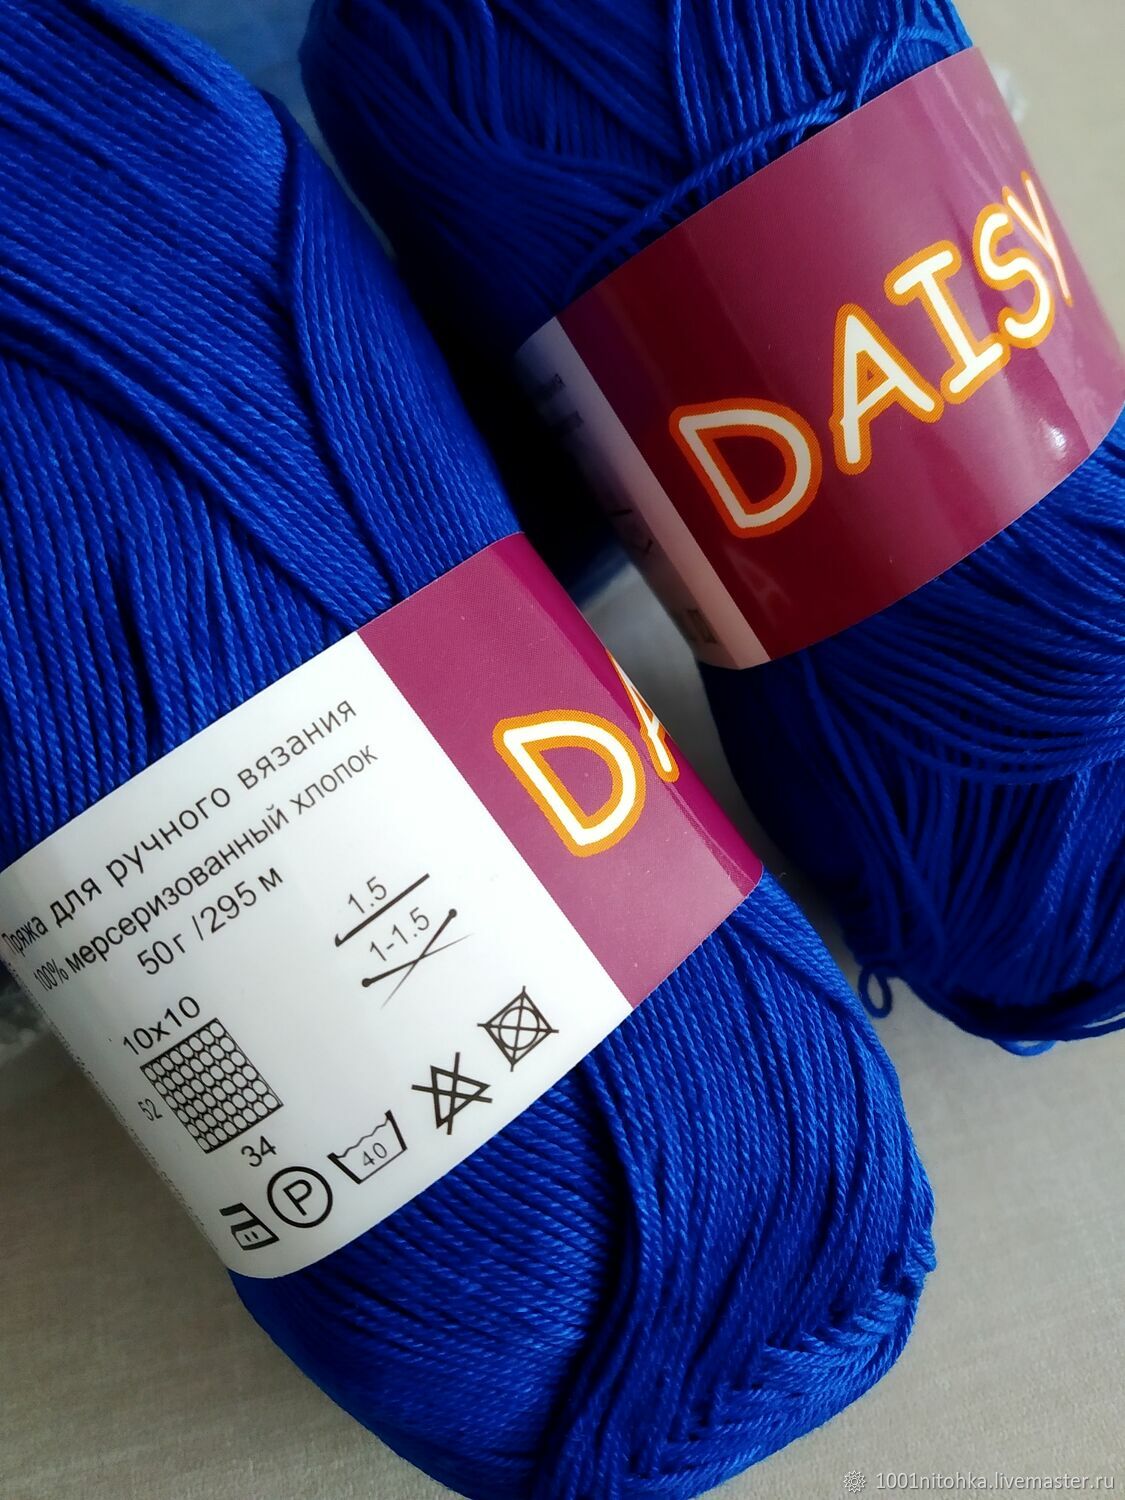 DAISY
DA
Пряжа для ручного вязания
100% мерсеризованный хлопок
50г /295 м
1.5
1-1.5
10х10
52
34
P
40
1001nitohka.livemaster.ru